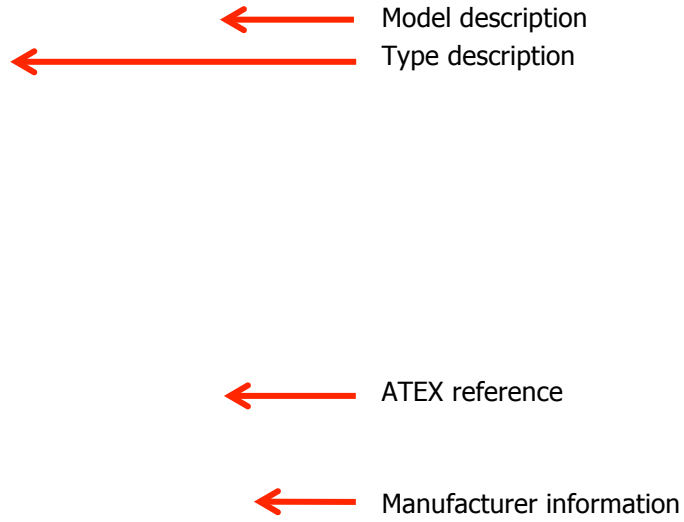 Model description
Type description
ATEX reference
Manufacturer information